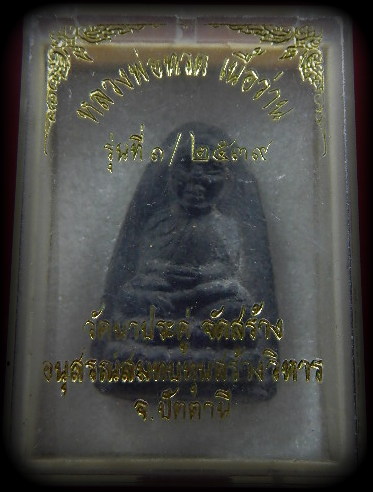 หลวงพ่อทวด เนื้อว่าน
รุ่นที่ ๑/๒๕๓๙
วัดนาประดู่ จัดสร้าง
อนุสรณ์สมทบทุนสร้างวิหาร
จ.ปัตตานี